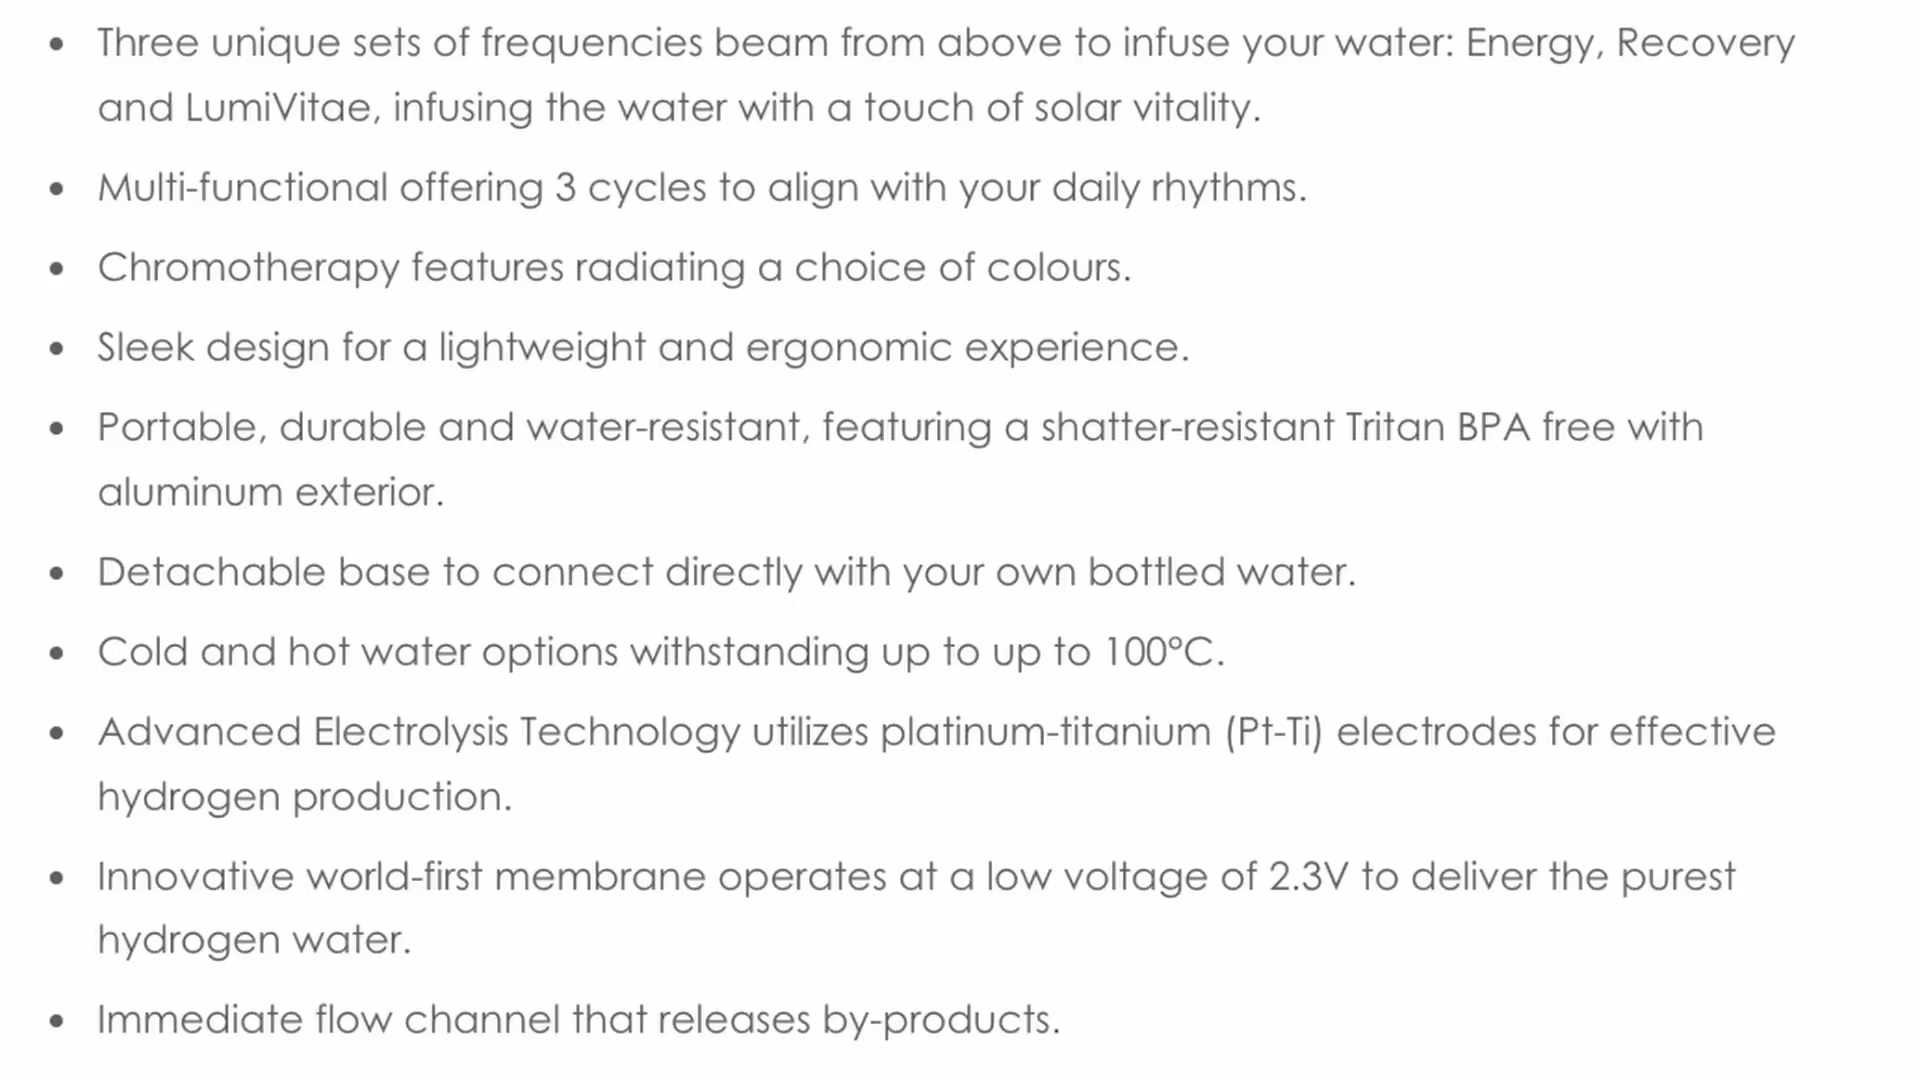 • Three unique sets of frequencies beam from above to infuse your water: Energy, Recovery
and LumiVitae, infusing the water with a touch of solar vitality.
• Multi-functional offering 3 cycles to align with your daily rhythms.
• Chromotherapy features radiating a choice of colours.
• Sleek design for a lightweight and ergonomic experience.
• Portable, durable and water-resistant, featuring a shatter-resistant Tritan BPA free with
aluminum exterior.
• Detachable base to connect directly with your own bottled water.
• Cold and hot water options withstanding up to up to 100°C.
• Advanced Electrolysis Technology utilizes platinum-titanium (Pt-Ti) electrodes for effective
hydrogen production.
• Innovative world-first membrane operates at a low voltage of 2.3V to deliver the purest
hydrogen water.
• Immediate flow channel that releases by-products.